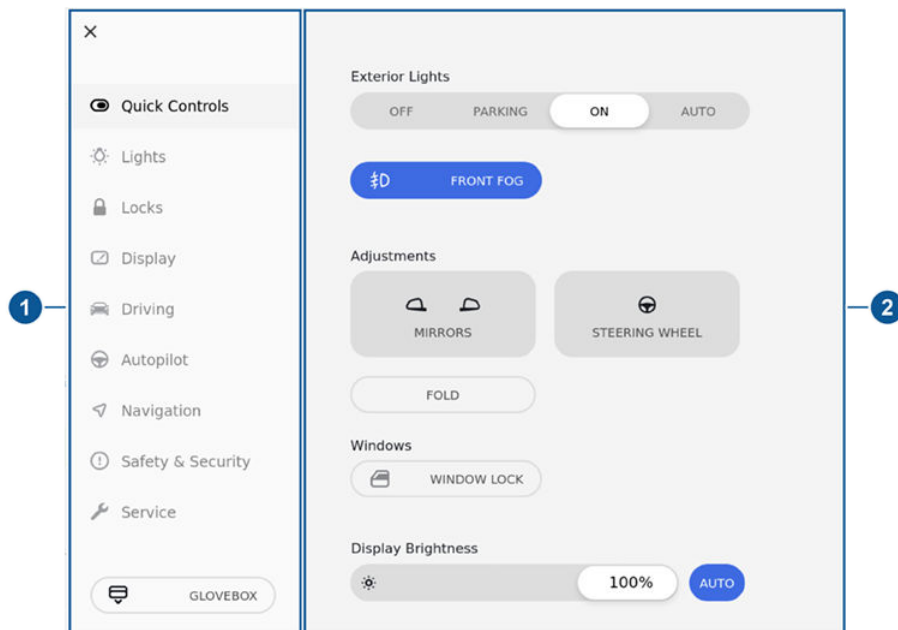 Quick Controls
Lights
Locks
Display
Driving
Autopilot
Navigation
Safety & Security
Service
GLOVEBOX
1
Exterior Lights
OFF PARKING ON AUTO
FRONT FOG
Adjustments
MIRRORS STEERING WHEEL
FOLD
Windows
WINDOW LOCK
Display Brightness
100% AUTO
2